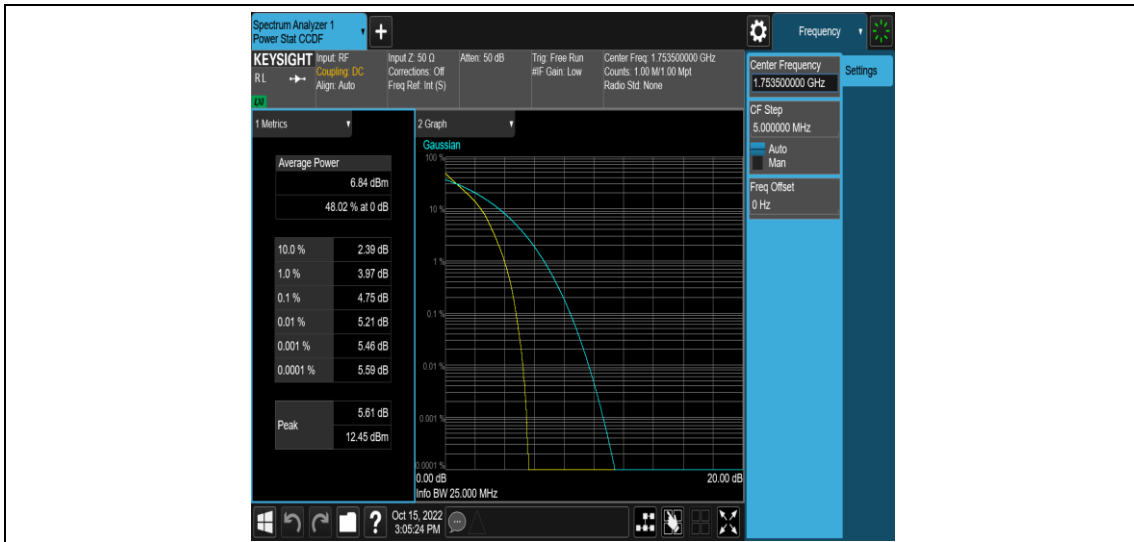 Spectrum Analyzer 1
Power Stat CCDF
+
Frequency
KEYSIGHT
Input: RF
Coupling: DC
Align: Auto
RL
LXI
Input Z: 50 Ω
Corrections: Off
Freq Ref: Int (S)
Atten: 50 dB
Trig: Free Run
#IF Gain: Low
Center Freq: 1.753500000 GHz
Counts: 1.00 M/1.00 Mpt
Radio Std: None
Center Frequency
1.753500000 GHz
Settings
CF Step
5.000000 MHz
Auto
Man
Freq Offset
0 Hz
1 Metrics
Average Power
6.84 dBm
48.02 % at 0 dB
10.0 % 2.39 dB
1.0 % 3.97 dB
0.1 % 4.75 dB
0.01 % 5.21 dB
0.001 % 5.46 dB
0.0001 % 5.59 dB
Peak
5.61 dB
12.45 dBm
2 Graph
Gaussian
100 %
10 %
1 %
0.1 %
0.01 %
0.001 %
0.0001 %
0.00 dB 20.00 dB
Info BW 25.000 MHz
?
Oct 15, 2022
3:05:24 PM